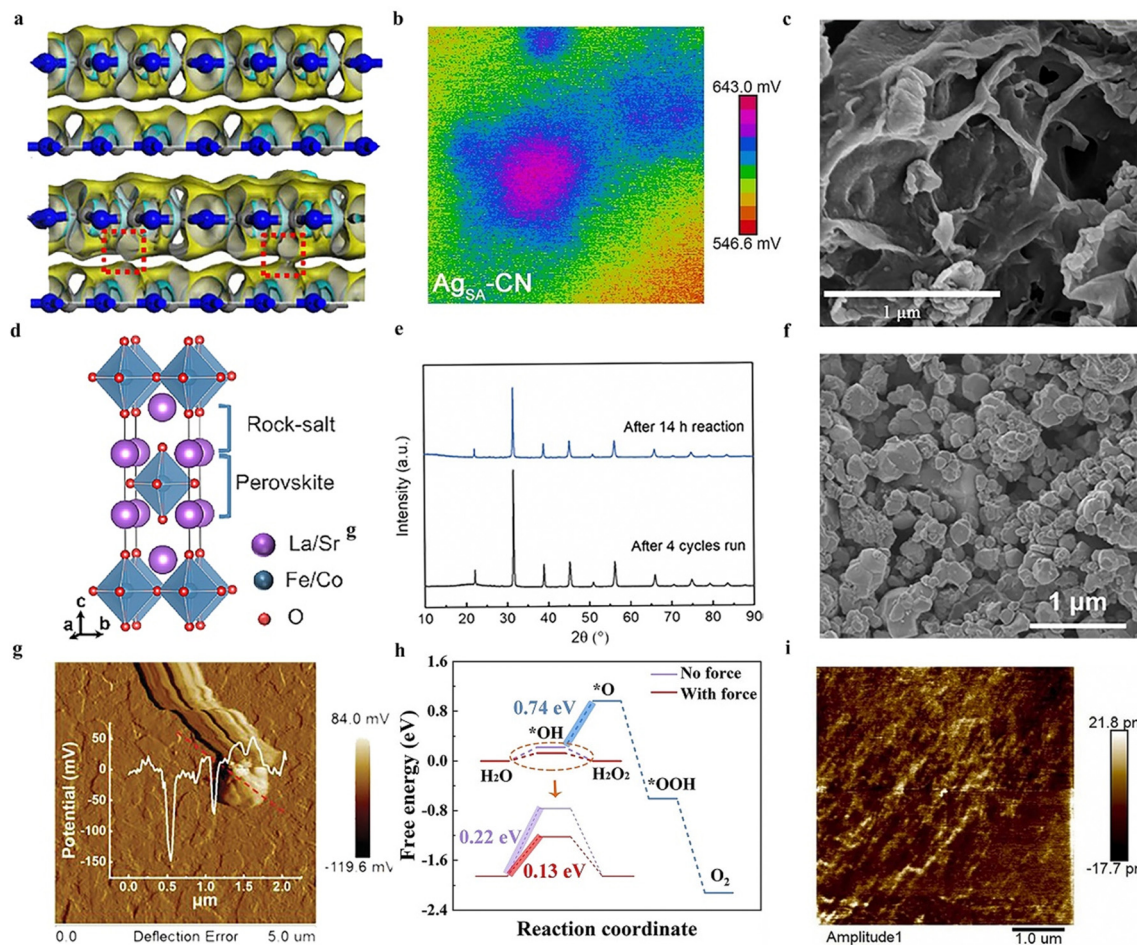 a
b
643.0 mV
546.6 mV
AgSA-CN
c
1 μm
d
Rock-salt
Perovskite
La/Sr g
Fe/Co
O
c
a b
e
Intensity (a.u.)
After 14 h reaction
After 4 cycles run
10 20 30 40 50 60 70 80 90
2θ (°)
f
1 μm
g
84.0 mV
-119.6 mV
Potential (mV)
50
0
-50
-100
-150
0.0 0.5 1.0 1.5 2.0
μm
0.0 Deflection Error 5.0 um
h
Free energy (eV)
1.6
0.8
0.0
-0.8
-1.6
-2.4
No force
With force
*O
0.74 eV
*OH
H2O
H2O2
*OOH
0.22 eV
0.13 eV
O2
Reaction coordinate
i
21.8 pm
-17.7 pm
Amplitude1
1.0 um